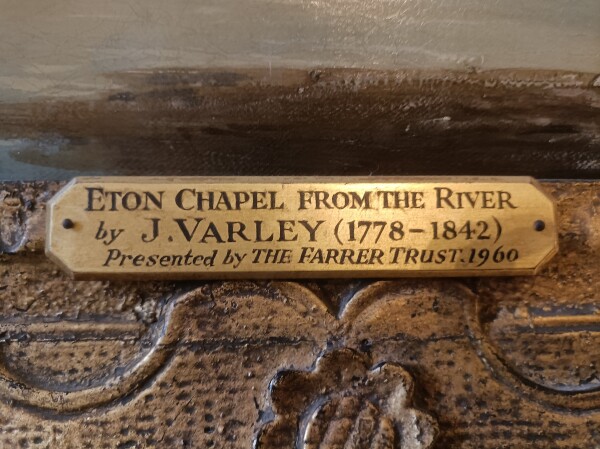 ETON CHAPEL FROM THE RIVER
by J. VARLEY (1778-1842)
Presented by THE FARRER TRUST. 1960